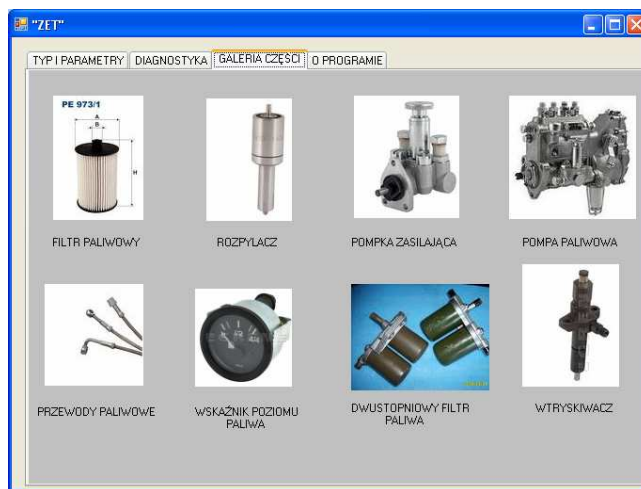 "ZET"
TYP I PARAMETRY
DIAGNOSTYKA
GALERIA CZĘŚCI
O PROGRAMIE
PE 973/1
A
B
H
FILTR PALIWOWY
ROZPYLACZ
POMPKA ZASILAJĄCA
POMPA PALIWOWA
PRZEWODY PALIWOWE
WSKAŹNIK POZIOMU
PALIWA
DWUSTOPNIOWY FILTR
PALIWA
WTRYSKIWACZ